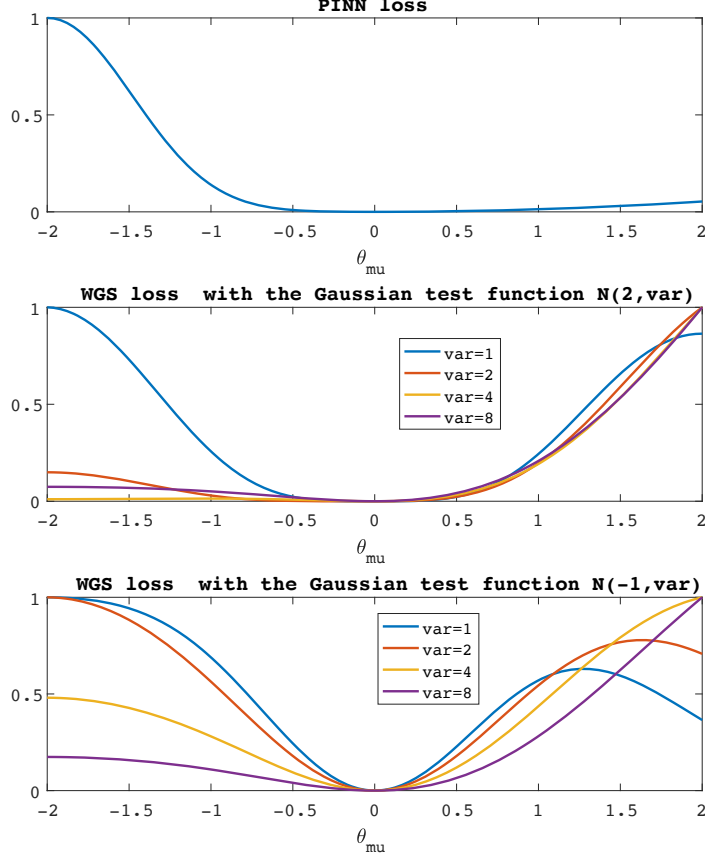 PINN loss
1
0.5
0
-2 -1.5 -1 -0.5 0 0.5 1 1.5 2
θmu
WGS loss with the Gaussian test function N(2,var)
1
0.5
0
var=1
var=2
var=4
var=8
-2 -1.5 -1 -0.5 0 0.5 1 1.5 2
θmu
WGS loss with the Gaussian test function N(-1,var)
1
0.5
0
var=1
var=2
var=4
var=8
-2 -1.5 -1 -0.5 0 0.5 1 1.5 2
θmu